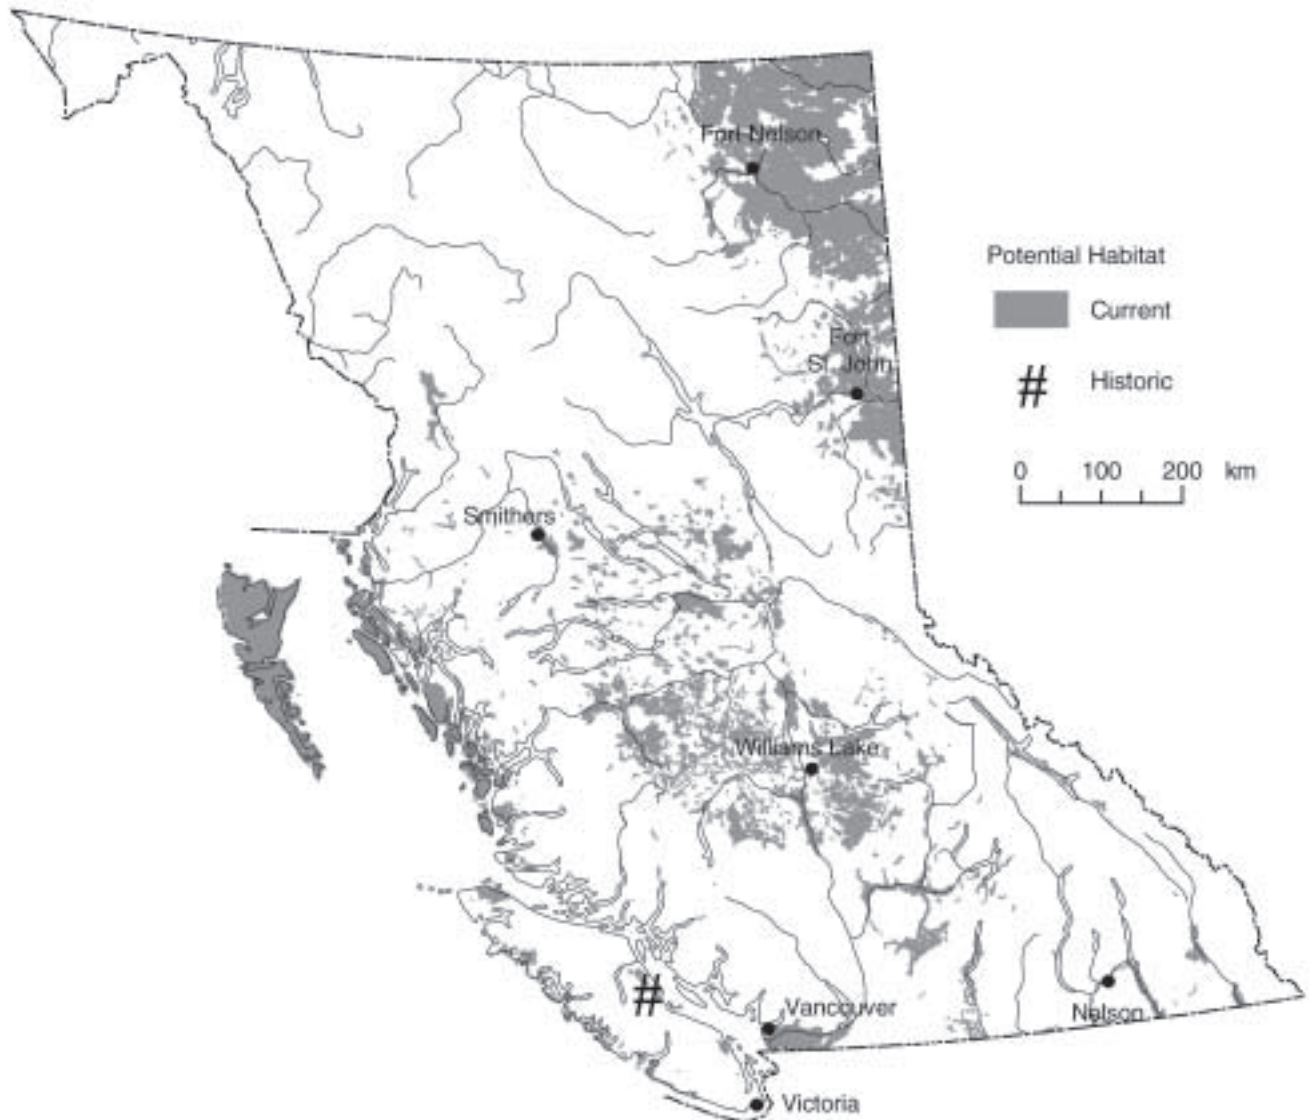 Fort Nelson
Potential Habitat
Current
Fort
St. John
# Historic
0 100 200 km
Smithers
Williams Lake
#
Vancouver
Nelson
Victoria